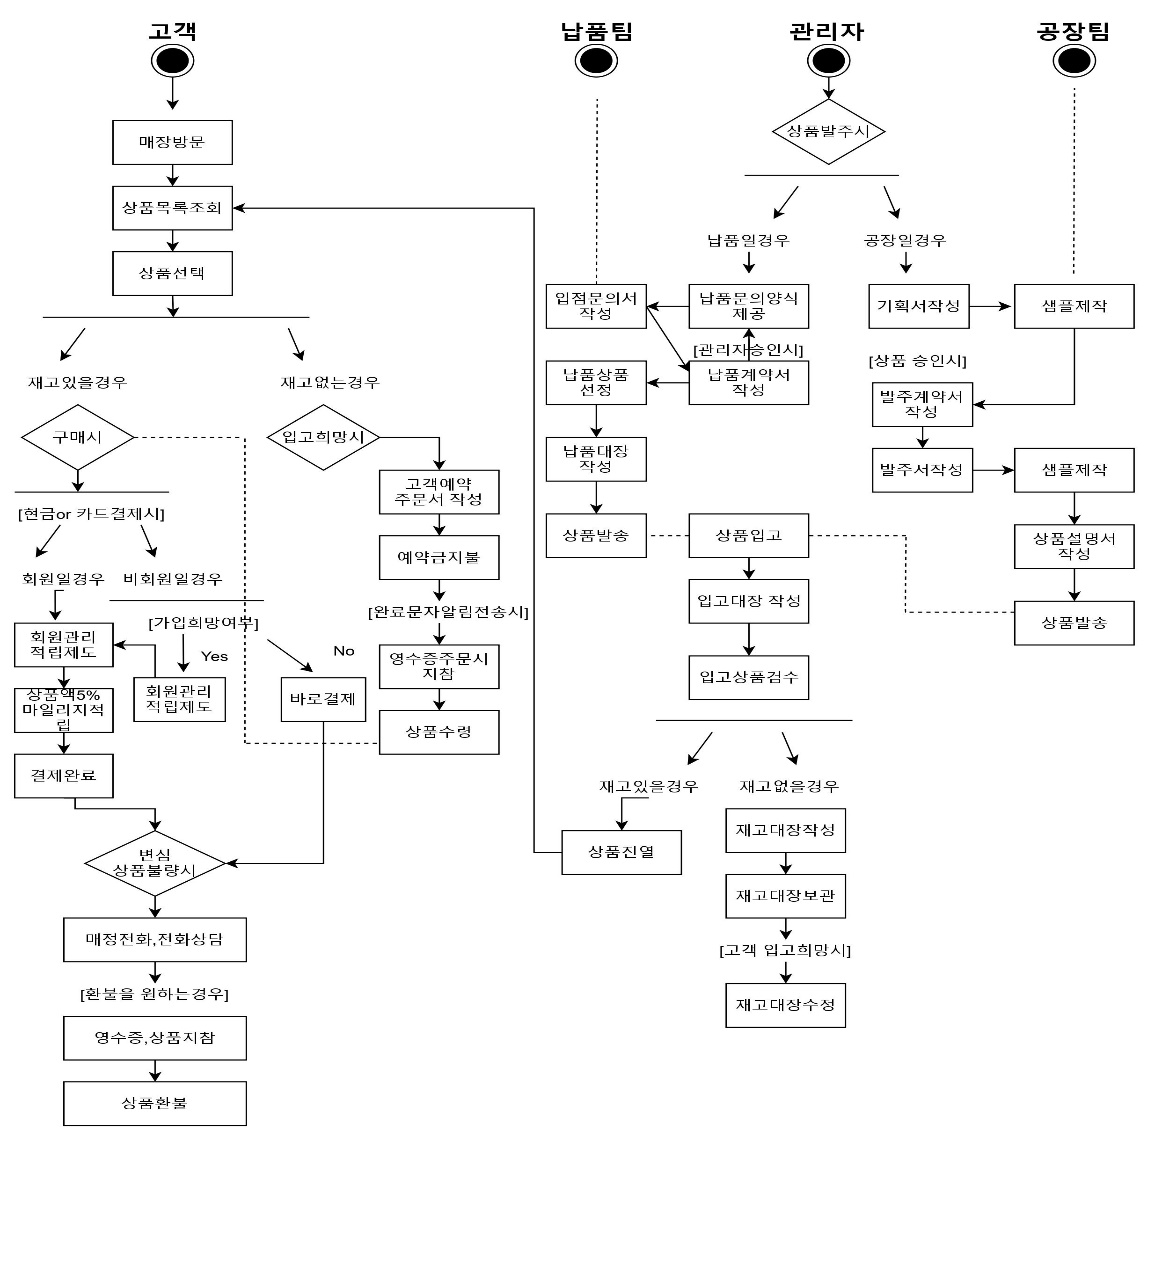 고객
납품팀
관리자
공장팀
매장방문
상품목록조회
상품선택
재고있을경우
재고없는경우
구매시
입고희망시
[현금or 카드결제시]
회원일경우
비회원일경우
[가입희망여부]
Yes
No
회원관리
적립제도
회원관리
적립제도
바로결제
상품액5%
마일리지적
립
결제완료
변심
상품불량시
매정전화,전화상담
[환불을 원하는경우]
영수증,상품지참
상품환불
고객예약
주문서 작성
예약금지불
[완료문자알림전송시]
영수증주문시
지참
상품수령
입점문의서
작성
납품상품
선정
납품대장
작성
상품발송
상품발주시
납품일경우
공장일경우
납품문의양식
제공
[관리자승인시]
납품계약서
작성
상품입고
입고대장 작성
입고상품검수
재고있을경우
재고없을경우
상품진열
재고대장작성
재고대장보관
[고객 입고희망시]
재고대장수정
기획서작성
[상품 승인시]
발주계약서
작성
발주서작성
샘플제작
샘플제작
상품설명서
작성
상품발송